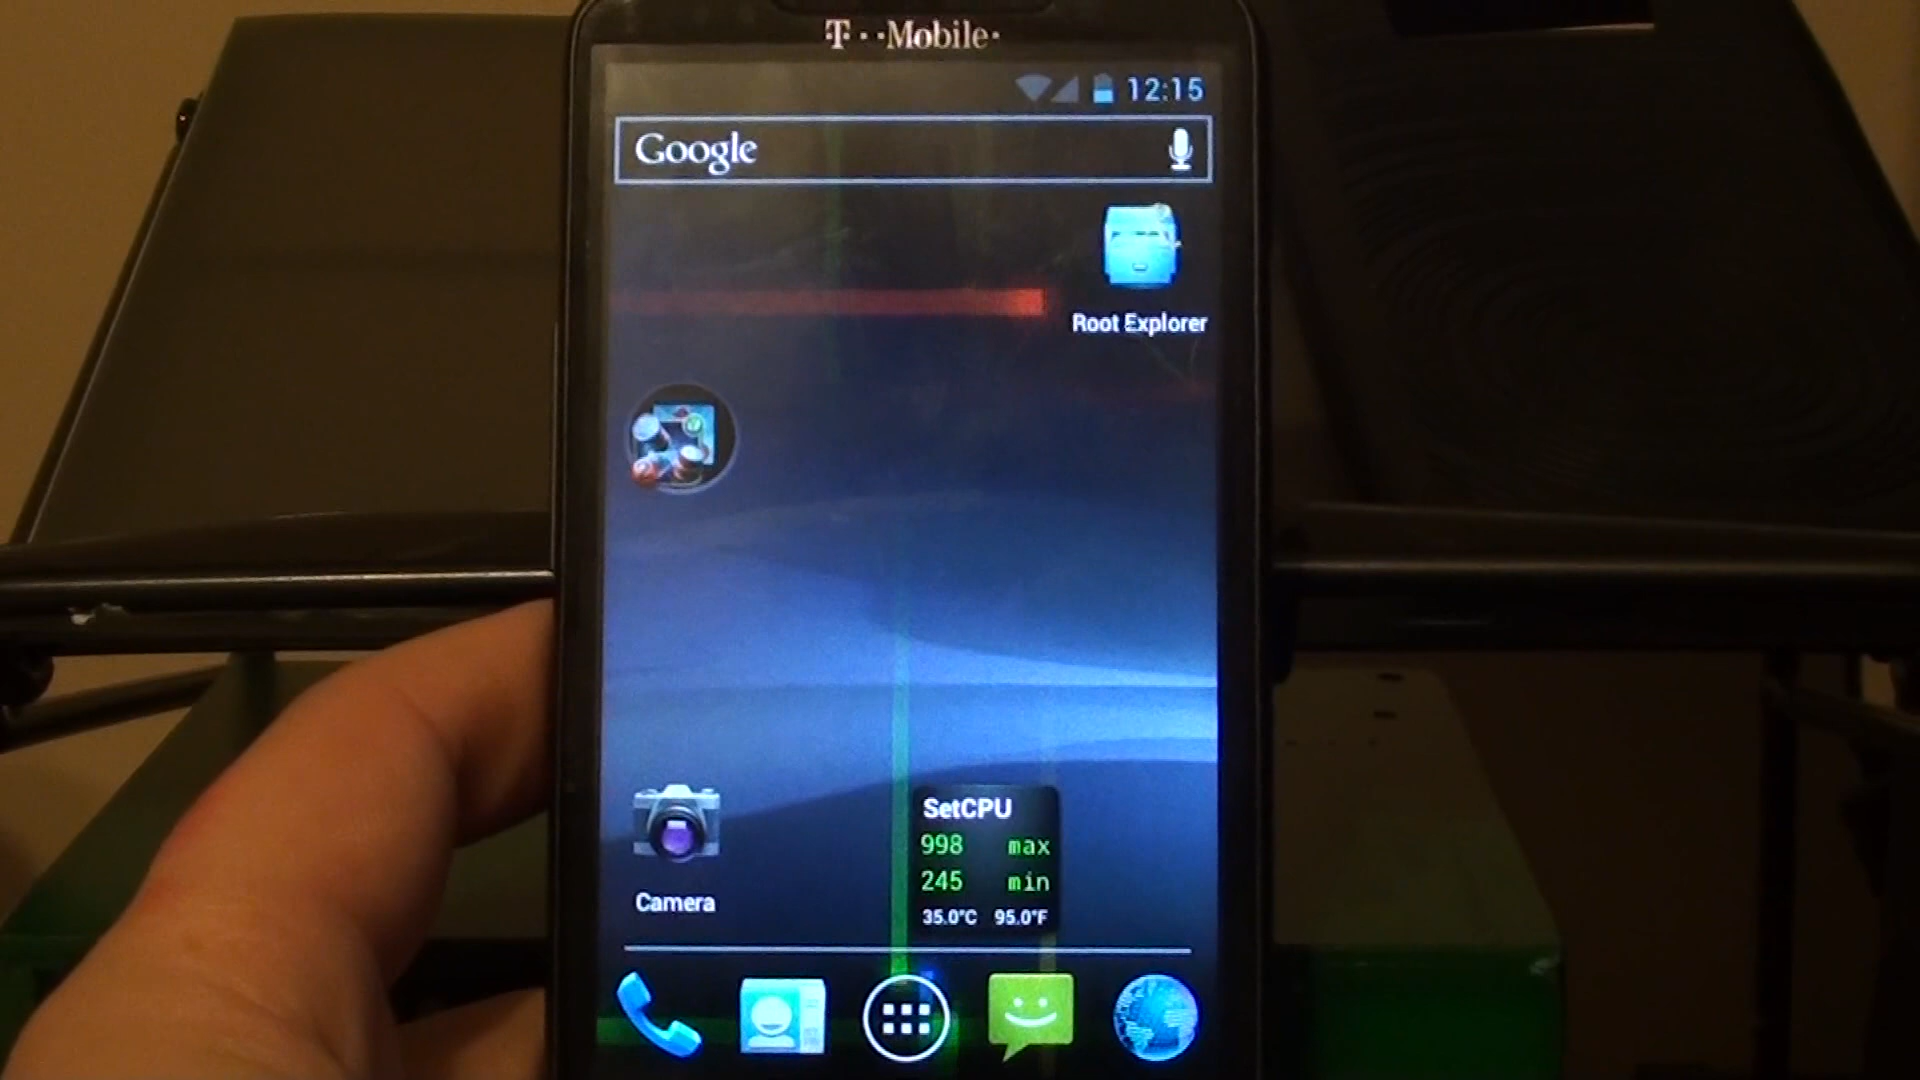 T··Mobile·
12:15
Google
Root Explorer
SetCPU
998 max
245 min
35.0°C 95.0°F
Camera